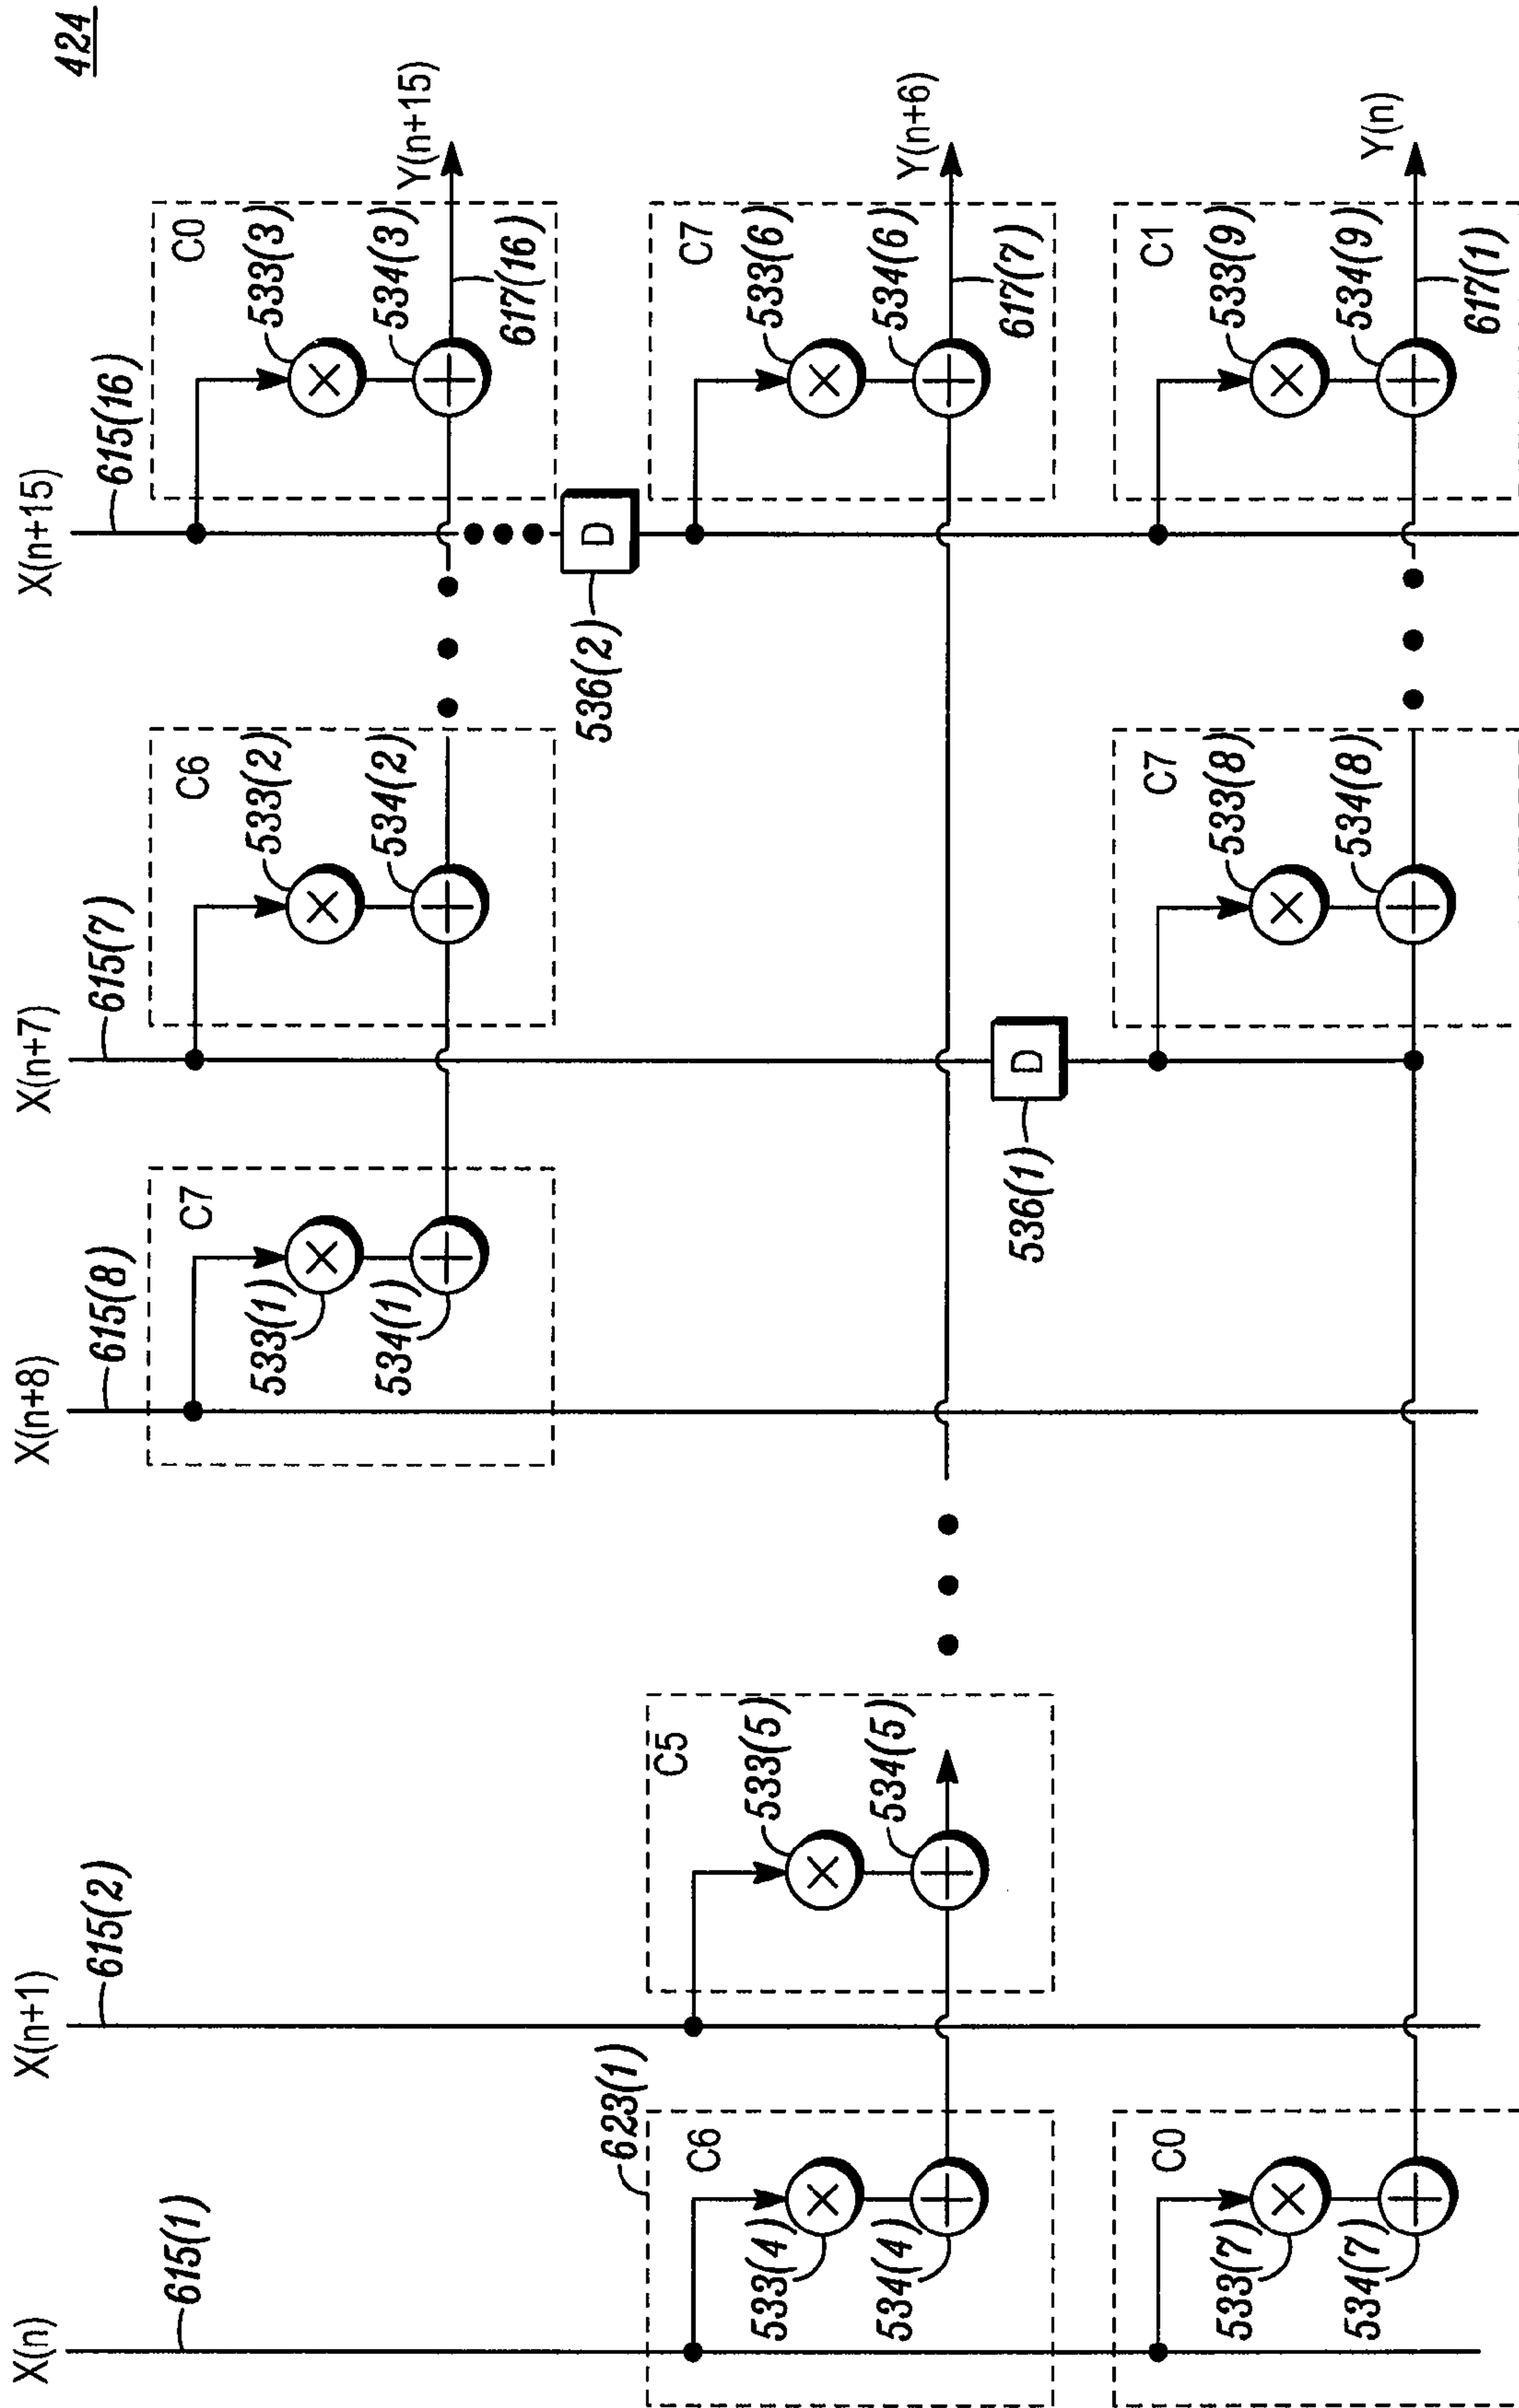 424
X(n)
X(n+1)
X(n+8)
X(n+7)
X(n+15)
615(1)
615(2)
615(8)
615(7)
615(16)
C7
533(1)
534(1)
C6
533(2)
534(2)
C0
533(3)
534(3)
617(16)
Y(n+15)
D
536(2)
623(1)
C6
533(4)
534(4)
C5
533(5)
534(5)
C7
533(6)
534(6)
617(7)
Y(n+6)
D
536(1)
C0
533(7)
534(7)
C7
533(8)
534(8)
C1
533(9)
534(9)
617(1)
Y(n)